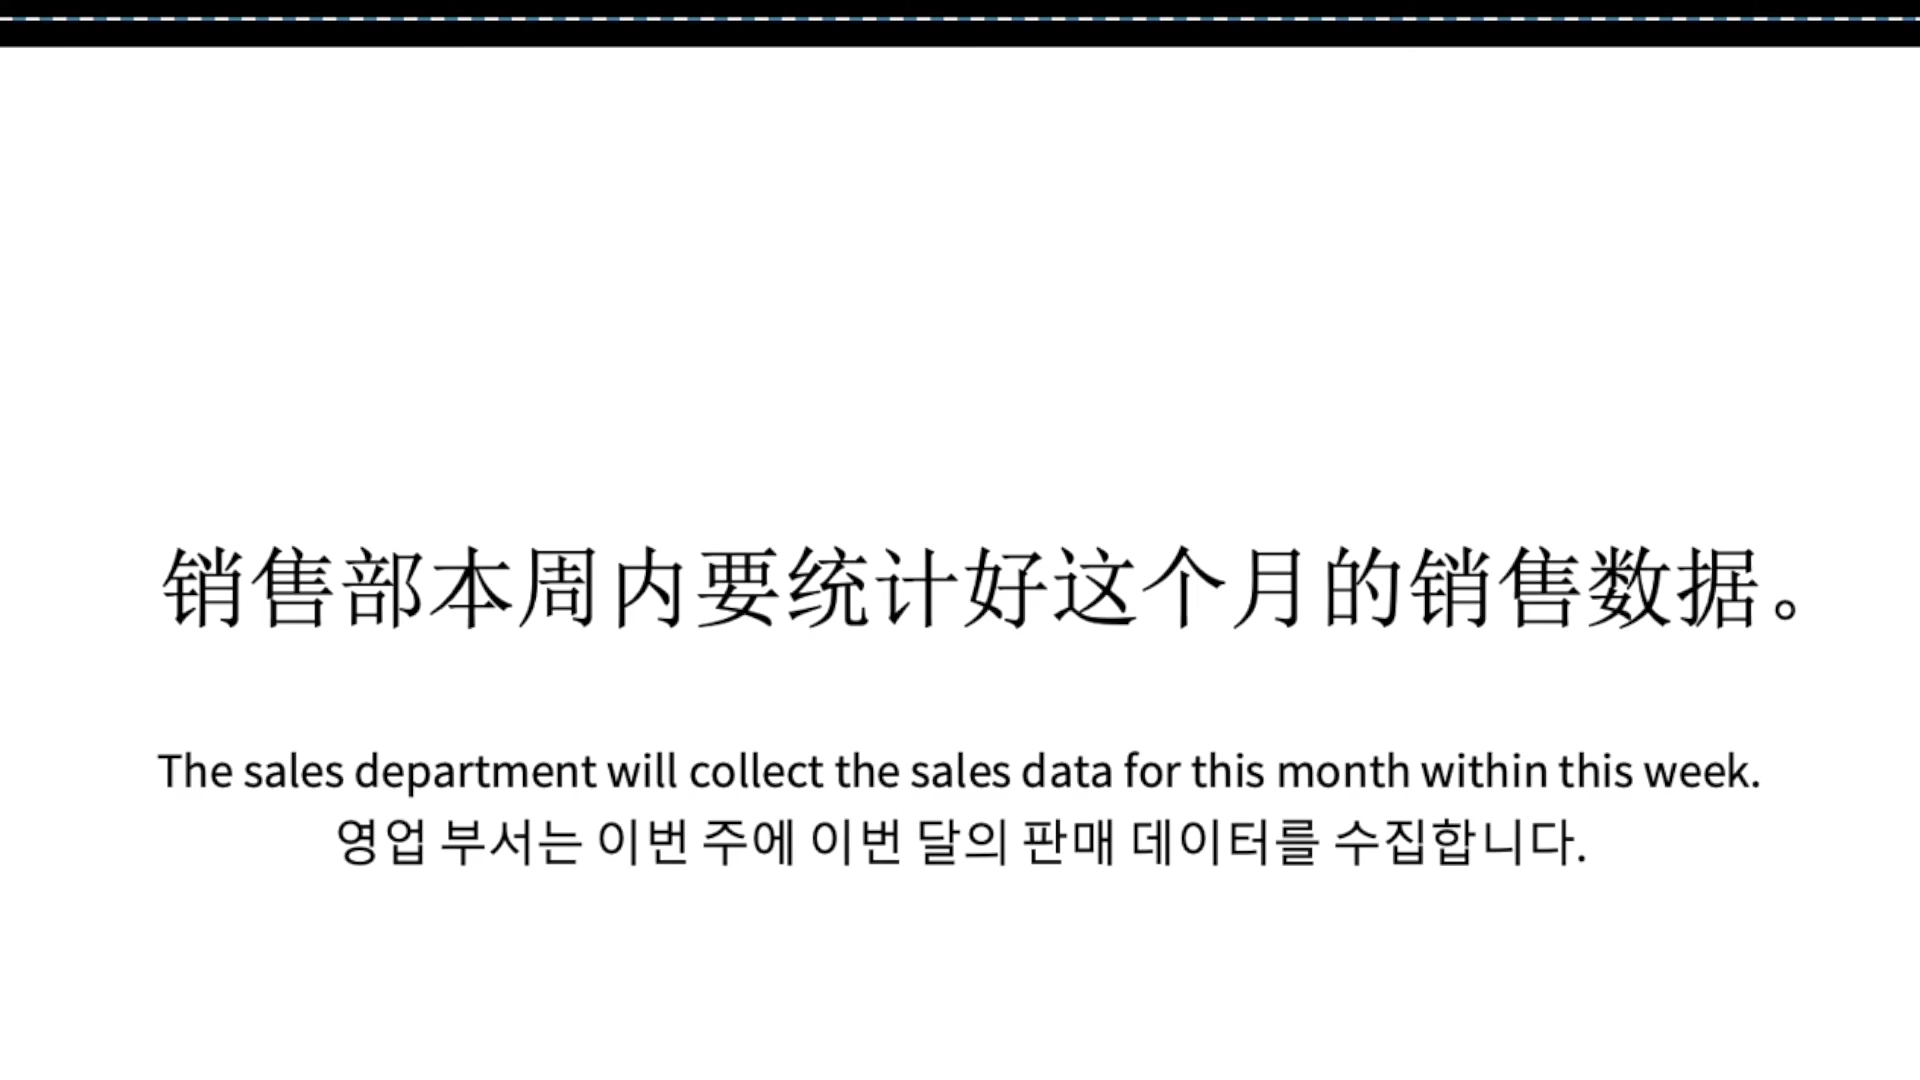 销售部本周内要统计好这个月的销售数据。
The sales department will collect the sales data for this month within this week.
영업 부서는 이번 주에 이번 달의 판매 데이터를 수집합니다.